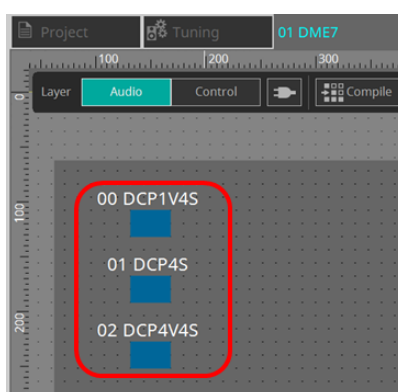 Project
Tuning
01 DME7
100
200
300
Layer
Audio
Control
Compile
0
100
200
00 DCP1V4S
01 DCP4S
02 DCP4V4S